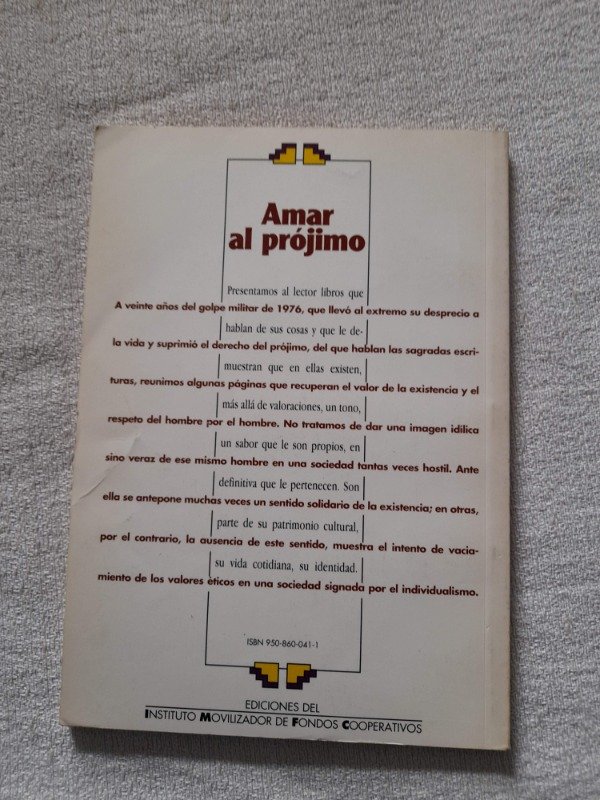 Amar
al prójimo
Presentamos al lector libros que
A veinte años del golpe militar de 1976, que llevó al extremo su desprecio a
hablan de sus cosas y que le de-
la vida y suprimió el derecho del prójimo, del que hablan las sagradas escri-
muestran que en ellas existen,
turas, reunimos algunas páginas que recuperan el valor de la existencia y el
más allá de valoraciones, un tono,
respeto del hombre por el hombre. No tratamos de dar una imagen idílica
un sabor que le son propios, en
sino veraz de ese mismo hombre en una sociedad tantas veces hostil. Ante
definitiva que le pertenecen. Son
ella se antepone muchas veces un sentido solidario de la existencia; en otras,
parte de su patrimonio cultural,
por el contrario, la ausencia de este sentido, muestra el intento de vacia-
su vida cotidiana, su identidad.
miento de los valores éticos en una sociedad signada por el individualismo.
ISBN 950-860-041-1
EDICIONES DEL
INSTITUTO MOVILIZADOR DE FONDOS COOPERATIVOS